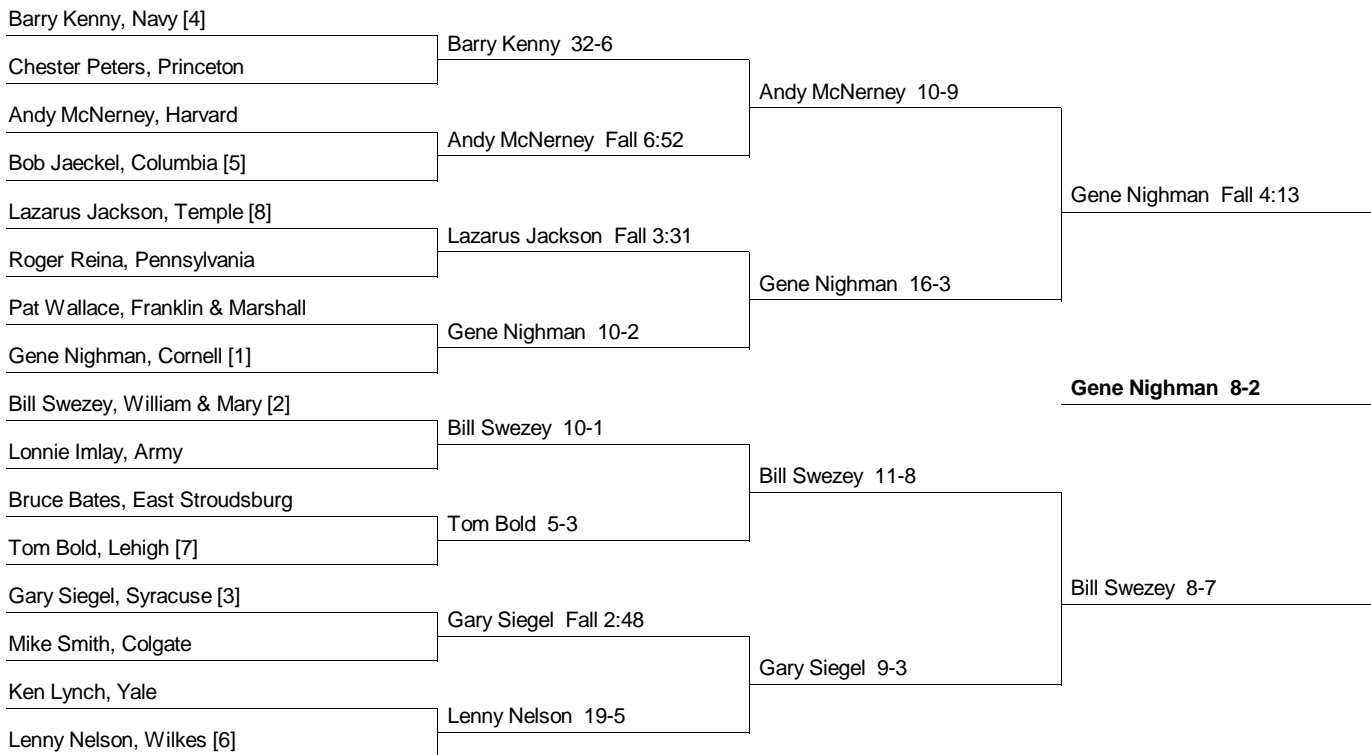 Barry Kenny, Navy [4]
Barry Kenny 32-6
Chester Peters, Princeton
Andy McNerney 10-9
Andy McNerney, Harvard
Andy McNerney Fall 6:52
Bob Jaeckel, Columbia [5]
Gene Nighman Fall 4:13
Lazarus Jackson, Temple [8]
Lazarus Jackson Fall 3:31
Roger Reina, Pennsylvania
Gene Nighman 16-3
Pat Wallace, Franklin & Marshall
Gene Nighman 10-2
Gene Nighman, Cornell [1]
Gene Nighman 8-2
Bill Swezey, William & Mary [2]
Bill Swezey 10-1
Lonnie Imlay, Army
Bill Swezey 11-8
Bruce Bates, East Stroudsburg
Tom Bold 5-3
Tom Bold, Lehigh [7]
Bill Swezey 8-7
Gary Siegel, Syracuse [3]
Gary Siegel Fall 2:48
Mike Smith, Colgate
Gary Siegel 9-3
Ken Lynch, Yale
Lenny Nelson 19-5
Lenny Nelson, Wilkes [6]